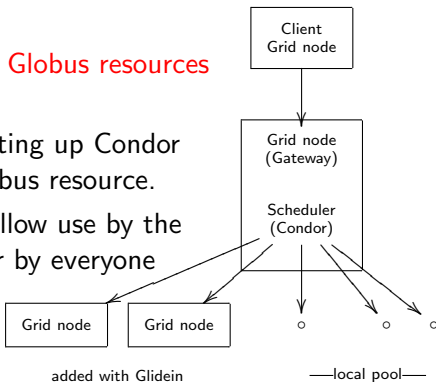 Globus resources
ting up Condor
bus resource.
llow use by the
r by everyone
Client
Grid node
Grid node
(Gateway)
Scheduler
(Condor)
Grid node
Grid node
added with Glidein
local pool